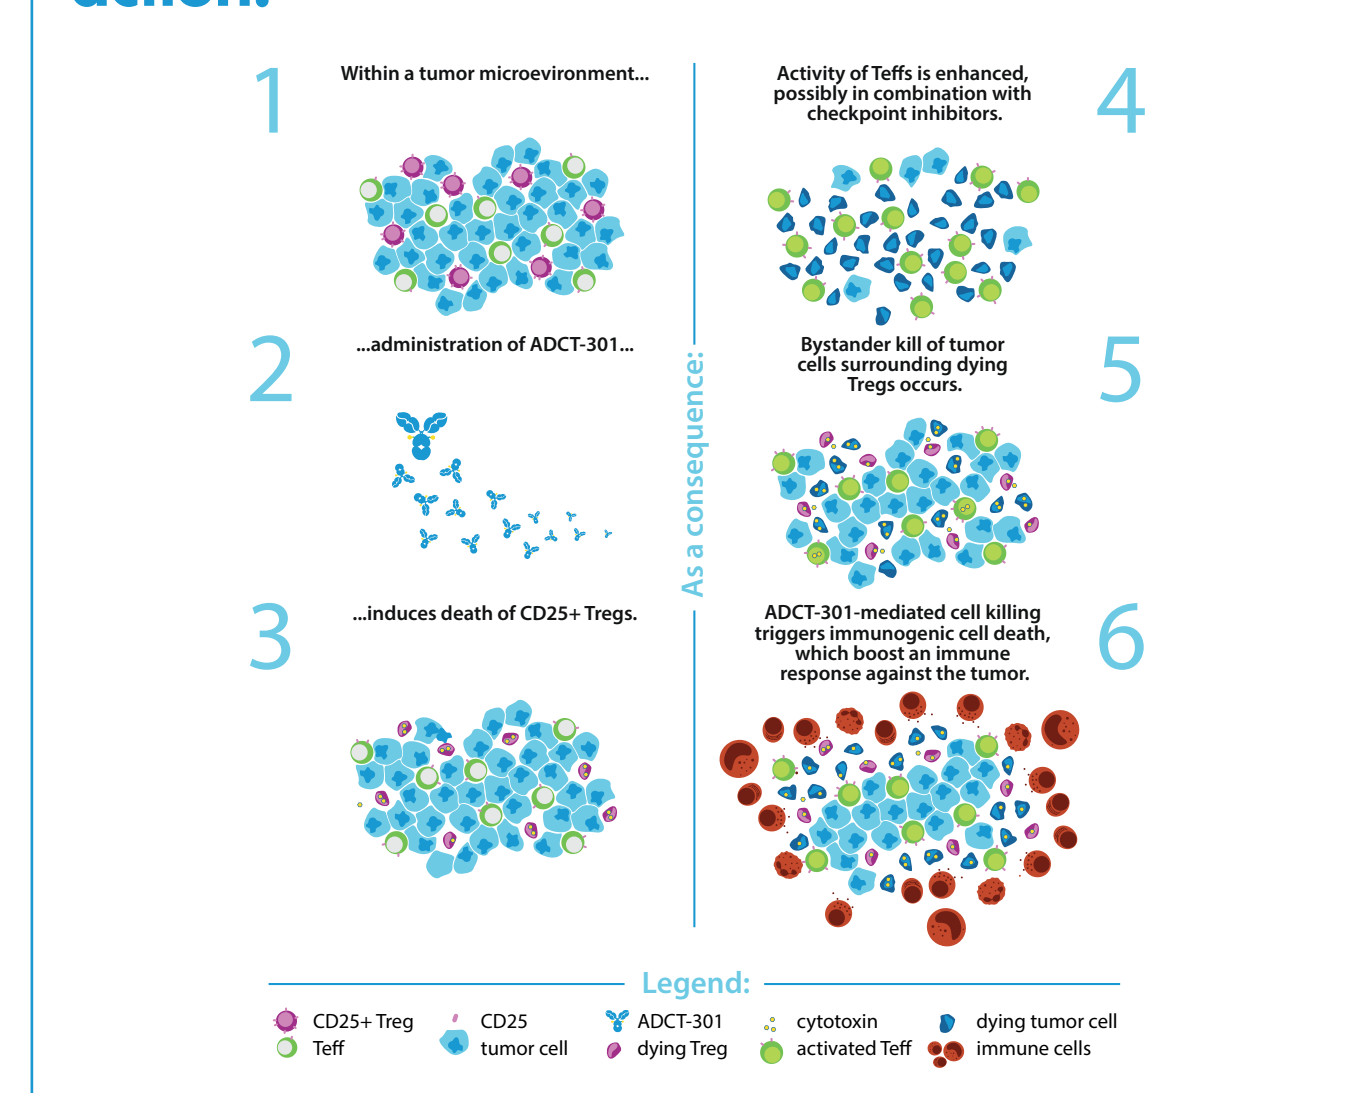 action:
1
Within a tumor microevironment...
2
...administration of ADCT-301...
3
...induces death of CD25+ Tregs.
As a consequence:
4
Activity of Teffs is enhanced,
possibly in combination with
checkpoint inhibitors.
5
Bystander kill of tumor
cells surrounding dying
Tregs occurs.
6
ADCT-301-mediated cell killing
triggers immunogenic cell death,
which boost an immune
response against the tumor.
Legend:
CD25+ Treg
CD25
ADCT-301
cytotoxin
dying tumor cell
Teff
tumor cell
dying Treg
activated Teff
immune cells